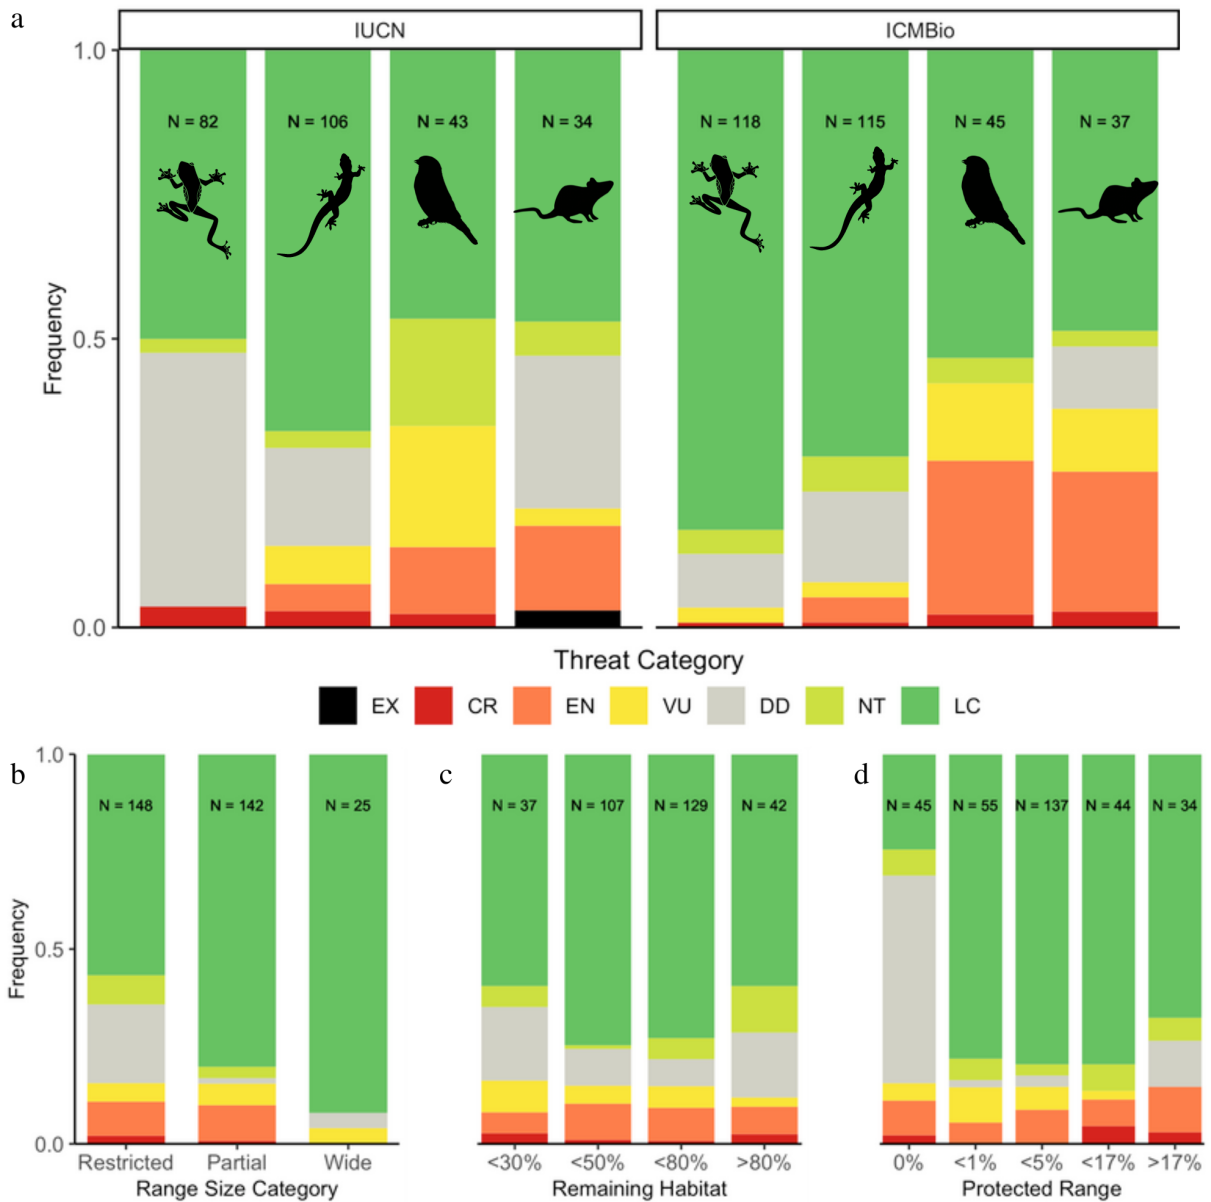 a
IUCN
ICMBio
1.0
N = 82
N = 106
N = 43
N = 34
N = 118
N = 115
N = 45
N = 37
Frequency
0.5
0.0
Threat Category
EX
CR
EN
VU
DD
NT
LC
b
1.0
N = 148
N = 142
N = 25
Frequency
0.5
0.0
Restricted
Partial
Wide
Range Size Category
c
N = 37
N = 107
N = 129
N = 42
<30%
<50%
<80%
>80%
Remaining Habitat
d
N = 45
N = 55
N = 137
N = 44
N = 34
0%
<1%
<5%
<17%
>17%
Protected Range